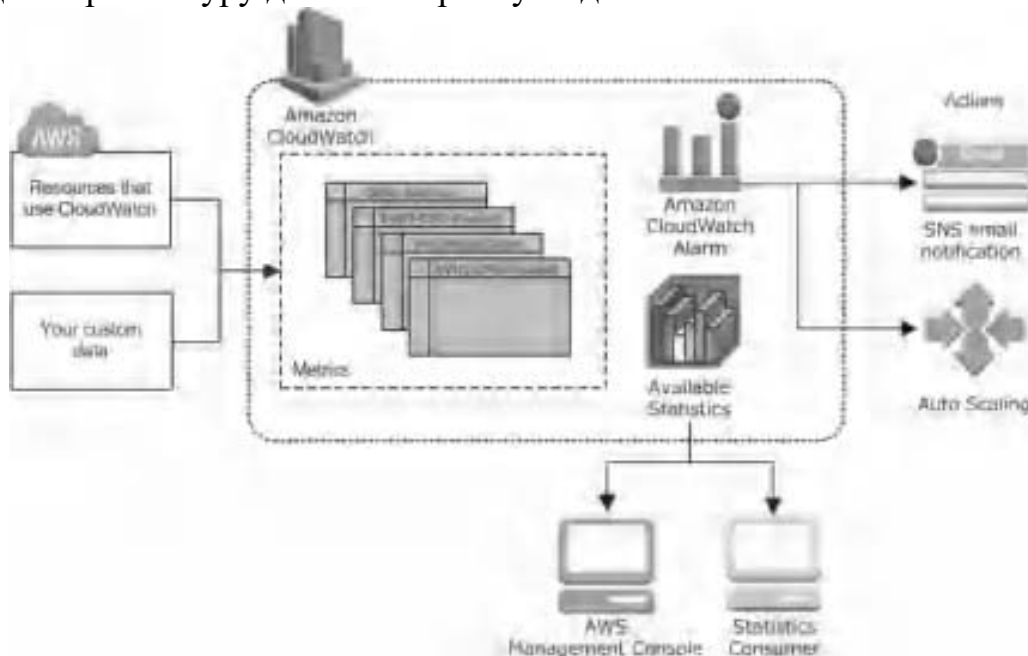 Amazon
CloudWatch
AWS
Resources that
use CloudWatch
Your custom
data
Metrics
Amazon
CloudWatch
Alarm
Available
Statistics
Actions
SNS email
notification
Auto Scaling
AWS
Management Console
Statistics
Consumer